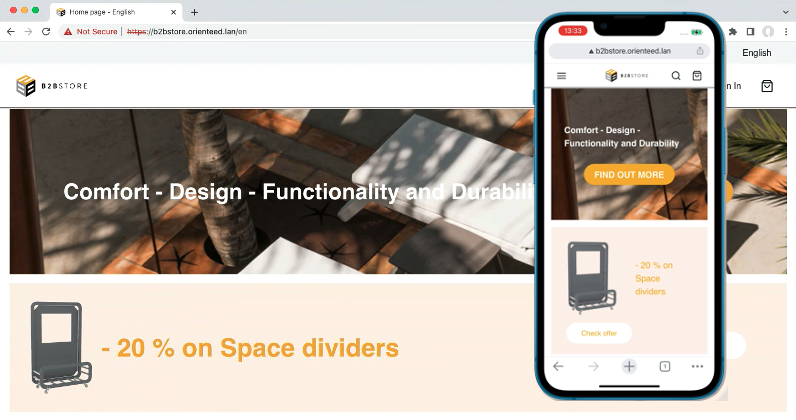 Home page - English
Not Secure
https://b2bstore.orienteed.lan/en
English
B2BSTORE
n In
Comfort - Design - Functionality and Durabili
- 20 % on Space dividers
13:33
b2bstore.orienteed.lan
B2BSTORE
Comfort - Design -
Functionality and Durability
FIND OUT MORE
- 20 % on
Space
dividers
Check offer
1